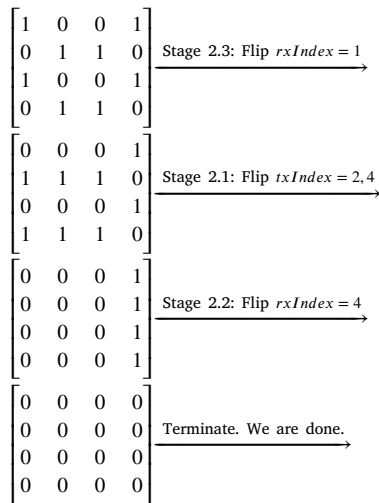 1 0 0 1
0 1 1 0
1 0 0 1
0 1 1 0
Stage 2.3: Flip rxIndex = 1
0 0 0 1
1 1 1 0
0 0 0 1
1 1 1 0
Stage 2.1: Flip txIndex = 2, 4
0 0 0 1
0 0 0 1
0 0 0 1
0 0 0 1
Stage 2.2: Flip rxIndex = 4
0 0 0 0
0 0 0 0
0 0 0 0
0 0 0 0
Terminate. We are done.